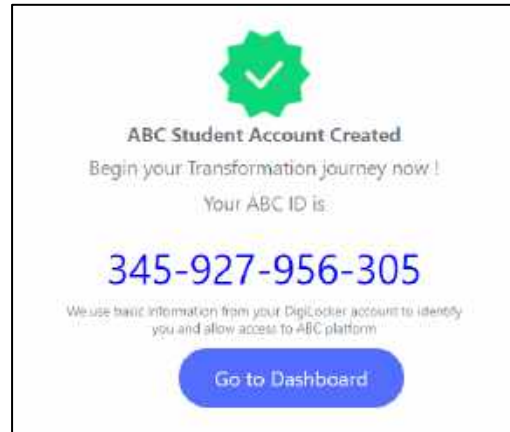 ABC Student Account Created
Begin your Transformation journey now !
Your ABC ID is
345-927-956-305
We use basic information from your DigiLocker account to identify
you and allow access to ABC platform
Go to Dashboard